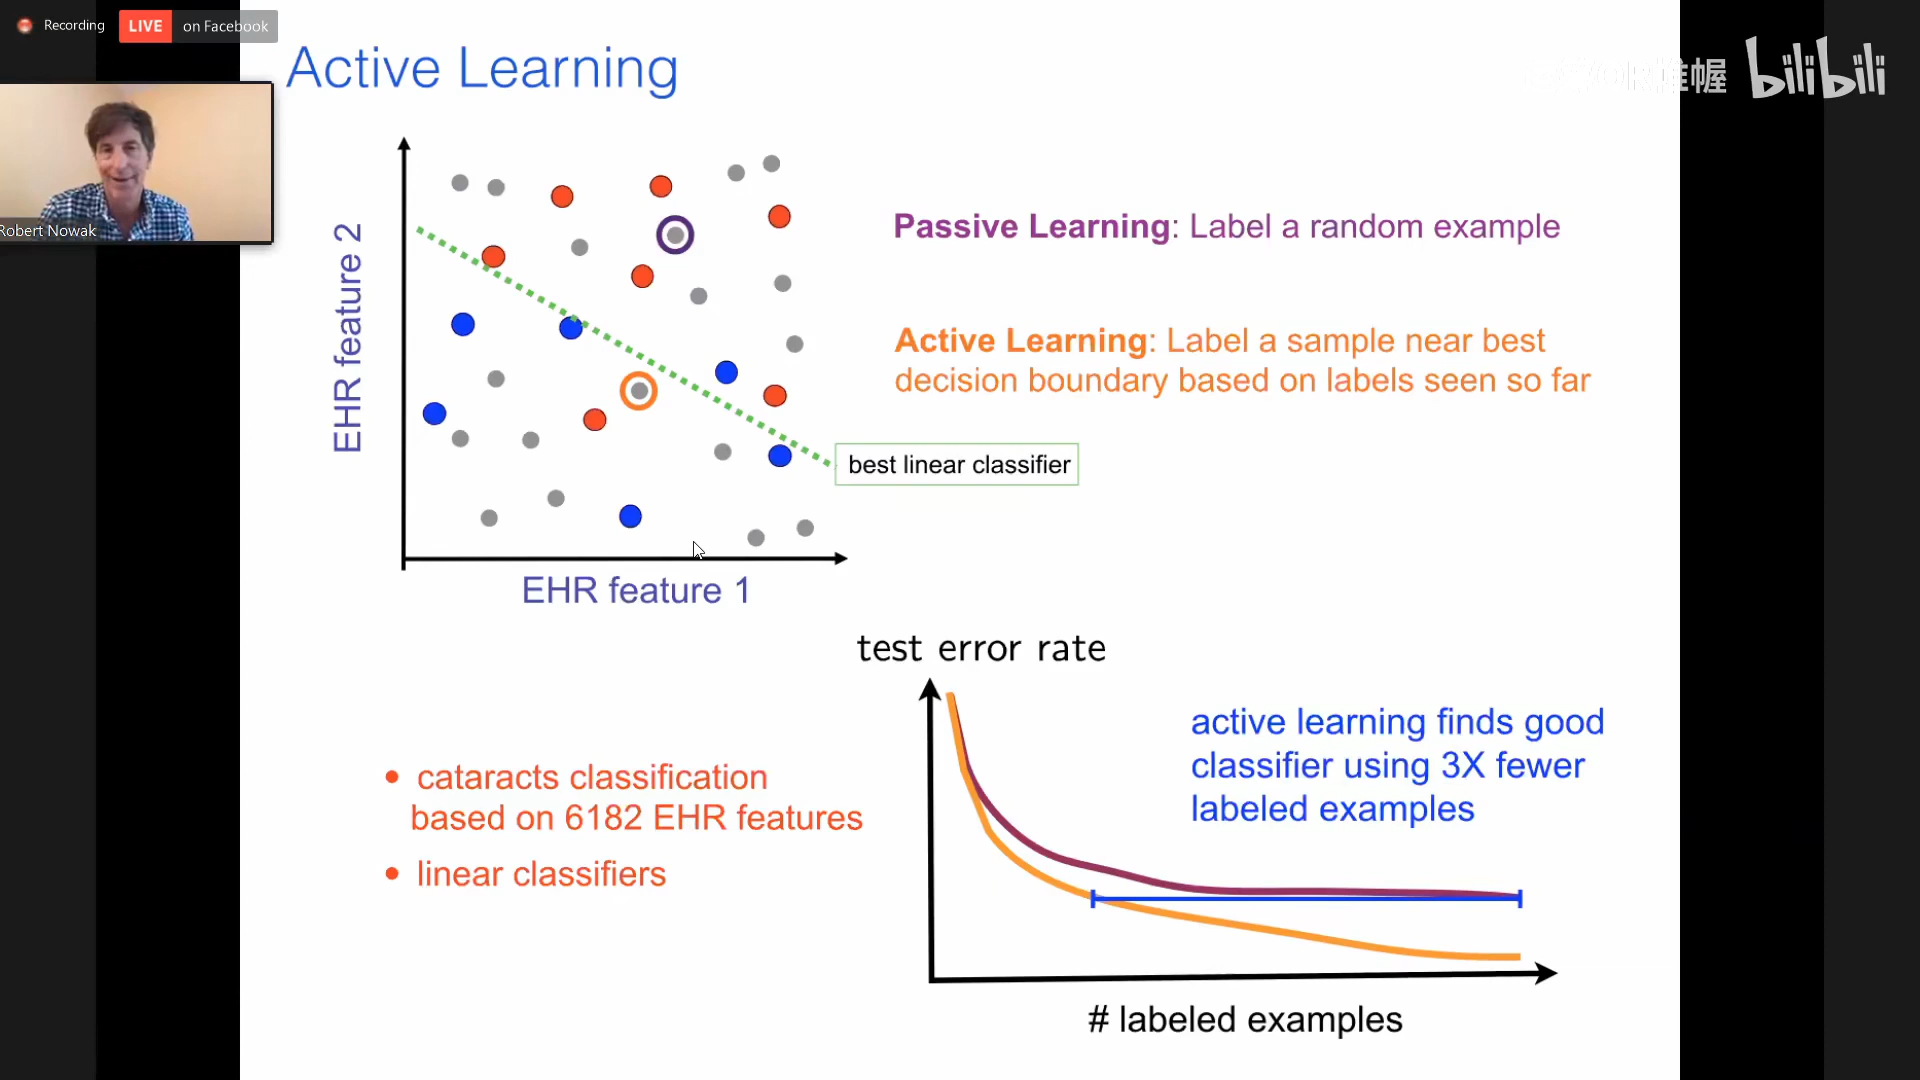 Recording
LIVE on Facebook
Active Learning
bilibili
Robert Nowak
EHR feature 2
Passive Learning: Label a random example
Active Learning: Label a sample near best
decision boundary based on labels seen so far
best linear classifier
EHR feature 1
test error rate
active learning finds good
classifier using 3X fewer
labeled examples
• cataracts classification
based on 6182 EHR features
• linear classifiers
# labeled examples